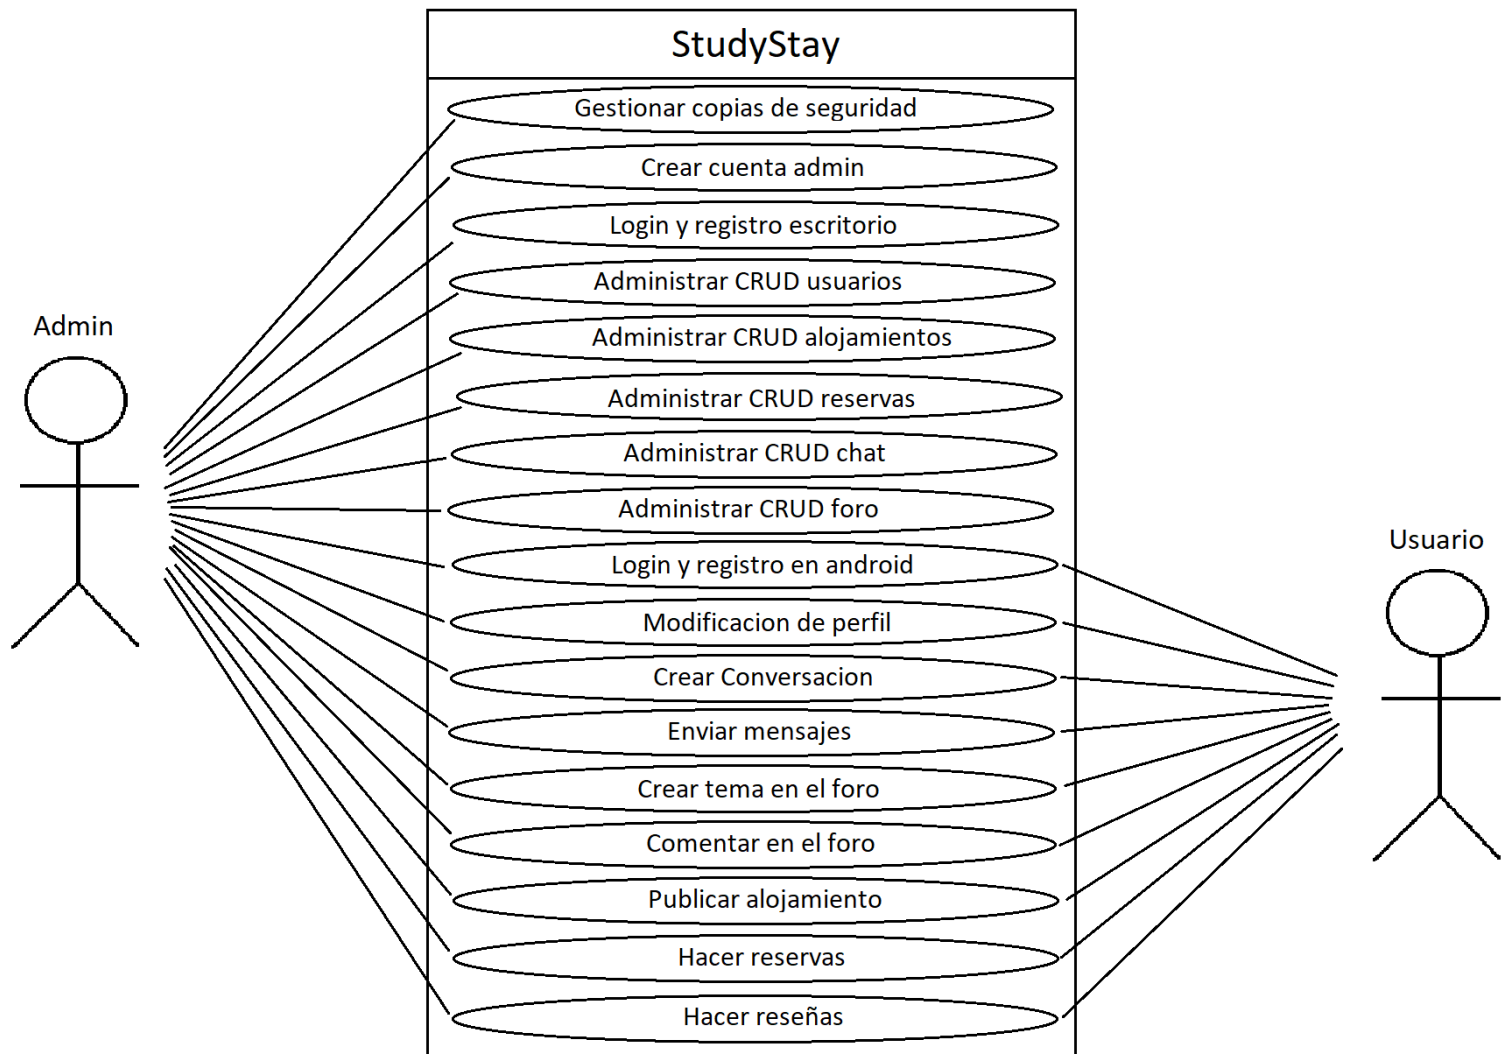 StudyStay
Gestionar copias de seguridad
Crear cuenta admin
Login y registro escritorio
Administrar CRUD usuarios
Admin
Administrar CRUD alojamientos
Administrar CRUD reservas
Administrar CRUD chat
Administrar CRUD foro
Usuario
Login y registro en android
Modificacion de perfil
Crear Conversacion
Enviar mensajes
Crear tema en el foro
Comentar en el foro
Publicar alojamiento
Hacer reservas
Hacer reseñas